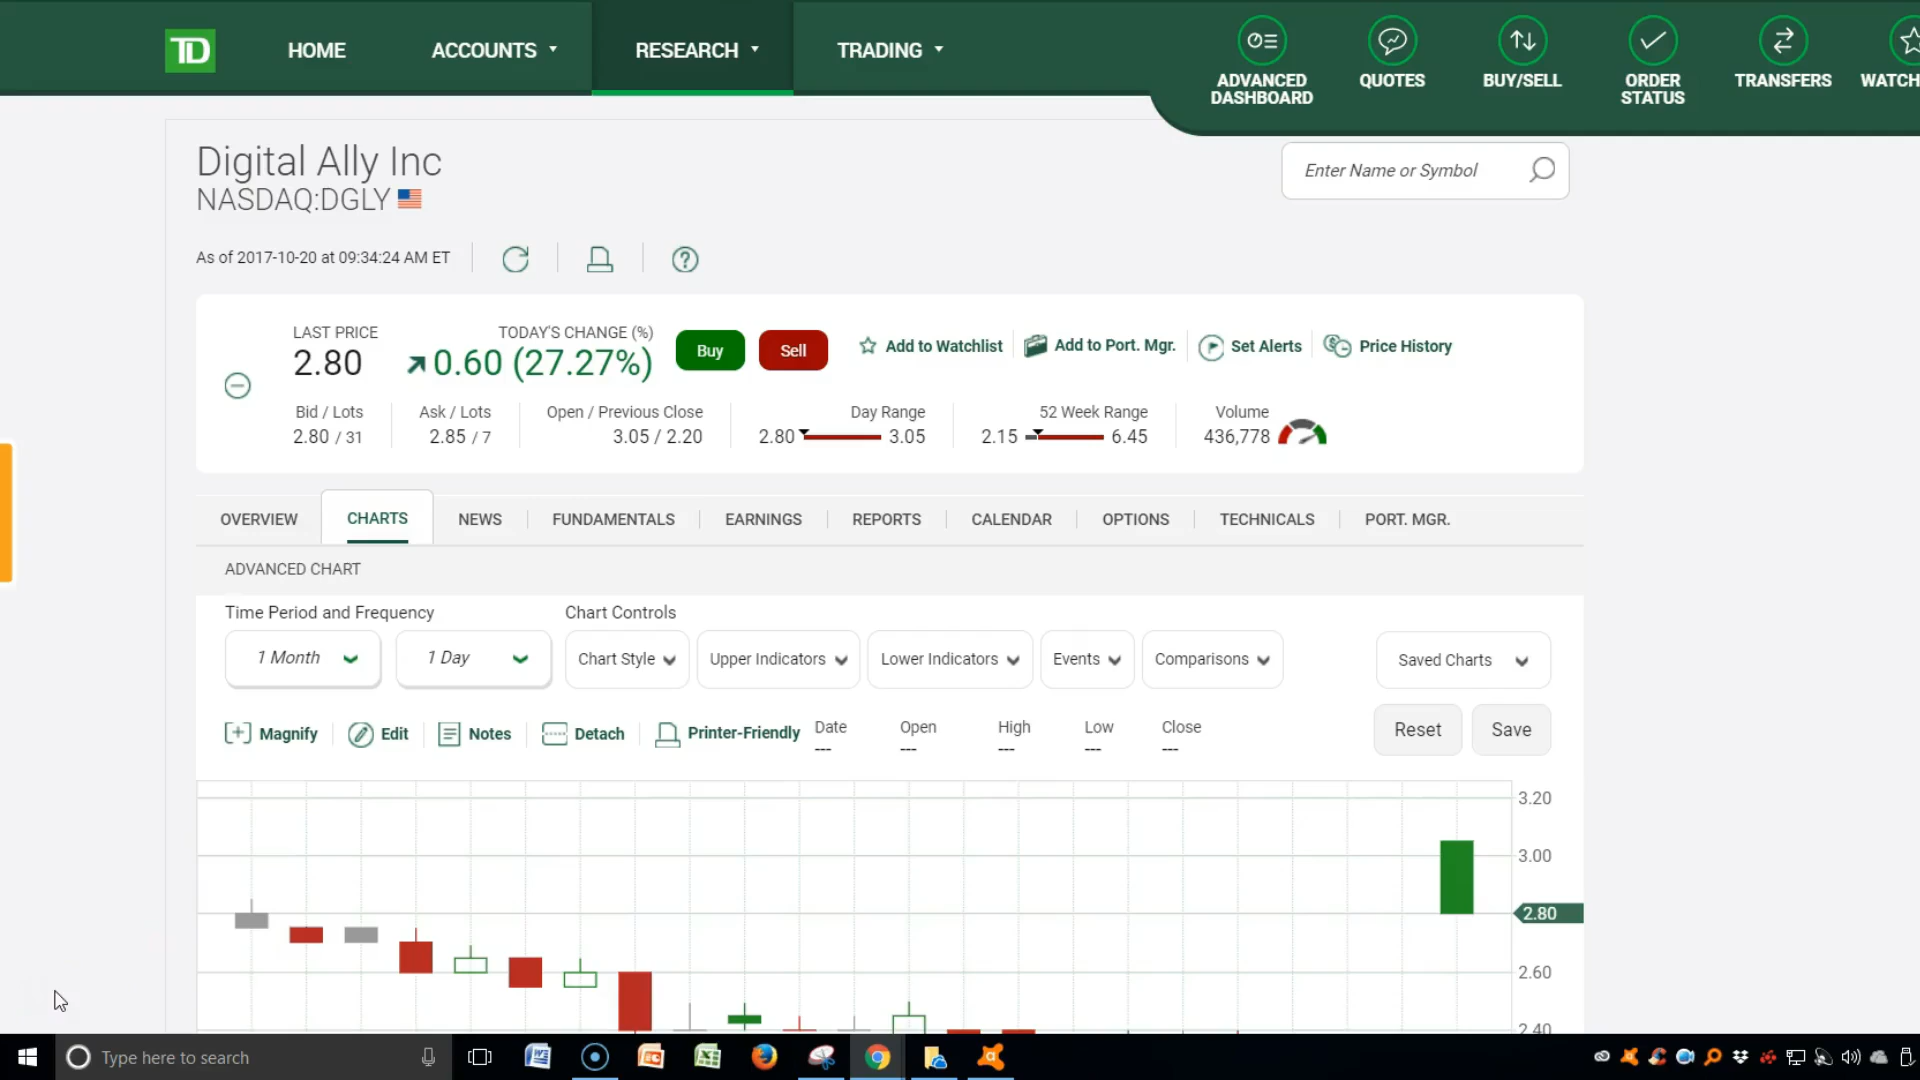 TD HOME ACCOUNTS RESEARCH TRADING
ADVANCED DASHBOARD QUOTES BUY/SELL ORDER STATUS TRANSFERS WATCH
Digital Ally Inc
NASDAQ:DGLY
Enter Name or Symbol
As of 2017-10-20 at 09:34:24 AM ET
LAST PRICE
2.80
TODAY'S CHANGE (%)
0.60 (27.27%)
Buy Sell Add to Watchlist Add to Port. Mgr. Set Alerts Price History
Bid / Lots Ask / Lots Open / Previous Close Day Range 52 Week Range Volume
2.80 / 31 2.85 / 7 3.05 / 2.20 2.80 3.05 2.15 6.45 436,778
OVERVIEW CHARTS NEWS FUNDAMENTALS EARNINGS REPORTS CALENDAR OPTIONS TECHNICALS PORT. MGR.
ADVANCED CHART
Time Period and Frequency Chart Controls
1 Month 1 Day Chart Style Upper Indicators Lower Indicators Events Comparisons Saved Charts
Magnify Edit Notes Detach Printer-Friendly Date Open High Low Close Reset Save
--- --- --- --- ---
3.20
3.00
2.80
2.60
2.40
Type here to search